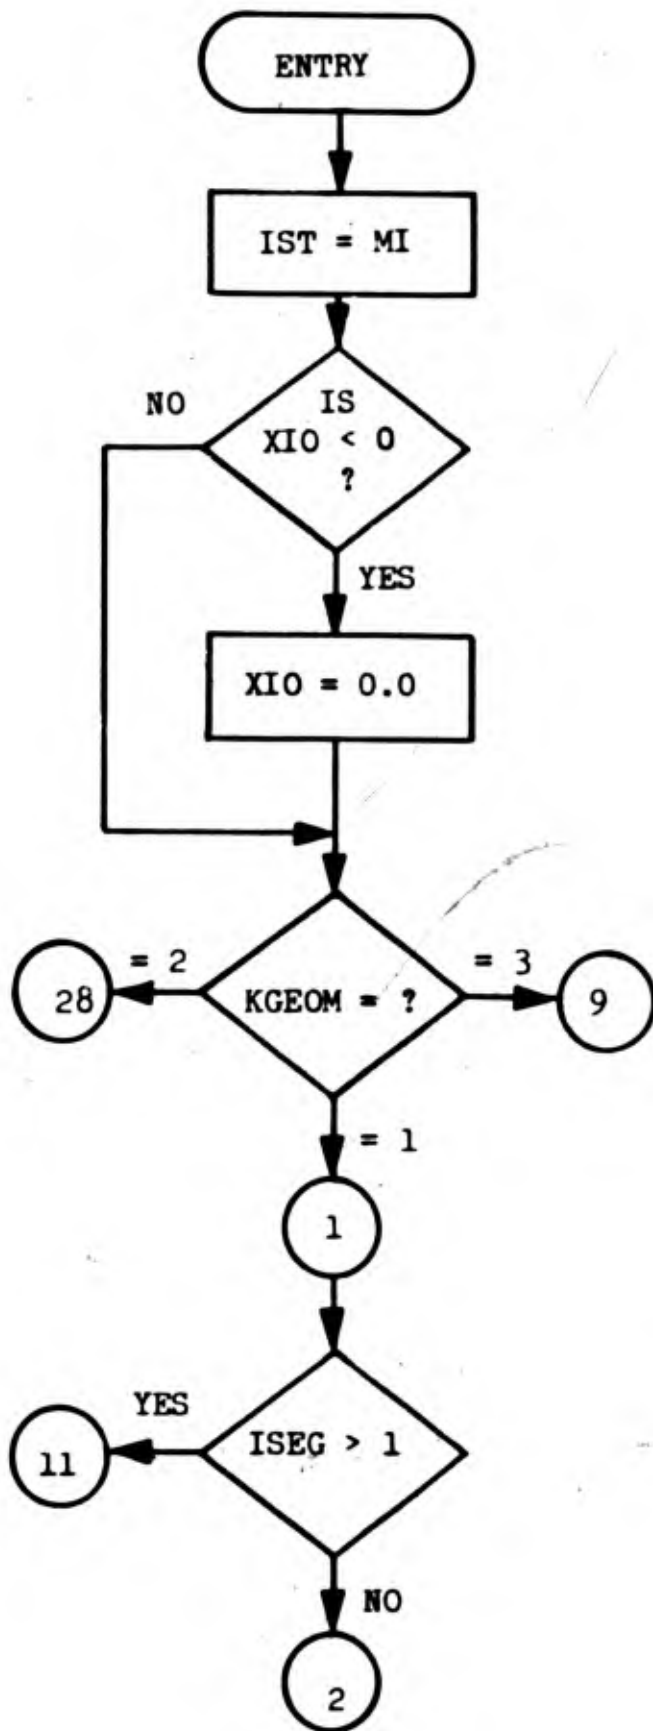 ENTRY
IST = MI
NO
IS
XIO < 0
?
YES
XIO = 0.0
= 2
= 3
28
KGEOM = ?
9
= 1
1
YES
ISEG > 1
11
NO
2